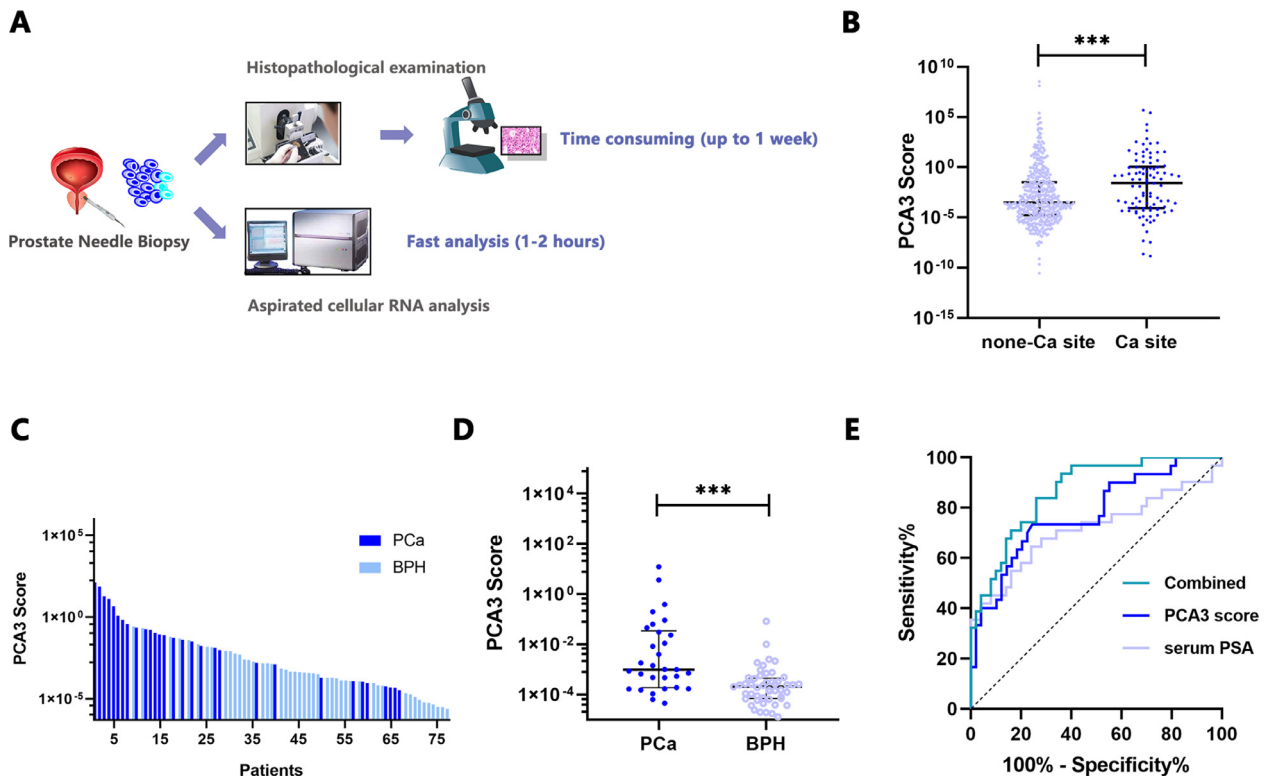 A
Histopathological examination
Time consuming (up to 1 week)
Prostate Needle Biopsy
Fast analysis (1-2 hours)
Aspirated cellular RNA analysis
B
***
PCA3 Score
10^10
10^5
10^0
10^-5
10^-10
10^-15
none-Ca site Ca site
C
PCA3 Score
1×10^5
1×10^0
1×10^-5
PCa
BPH
5 15 25 35 45 55 65 75
Patients
D
***
PCA3 Score
1×10^4
1×10^2
1×10^0
1×10^-2
1×10^-4
PCa BPH
E
Sensitivity%
100
80
60
40
20
0
Combined
PCA3 score
serum PSA
0 20 40 60 80 100
100% - Specificity%